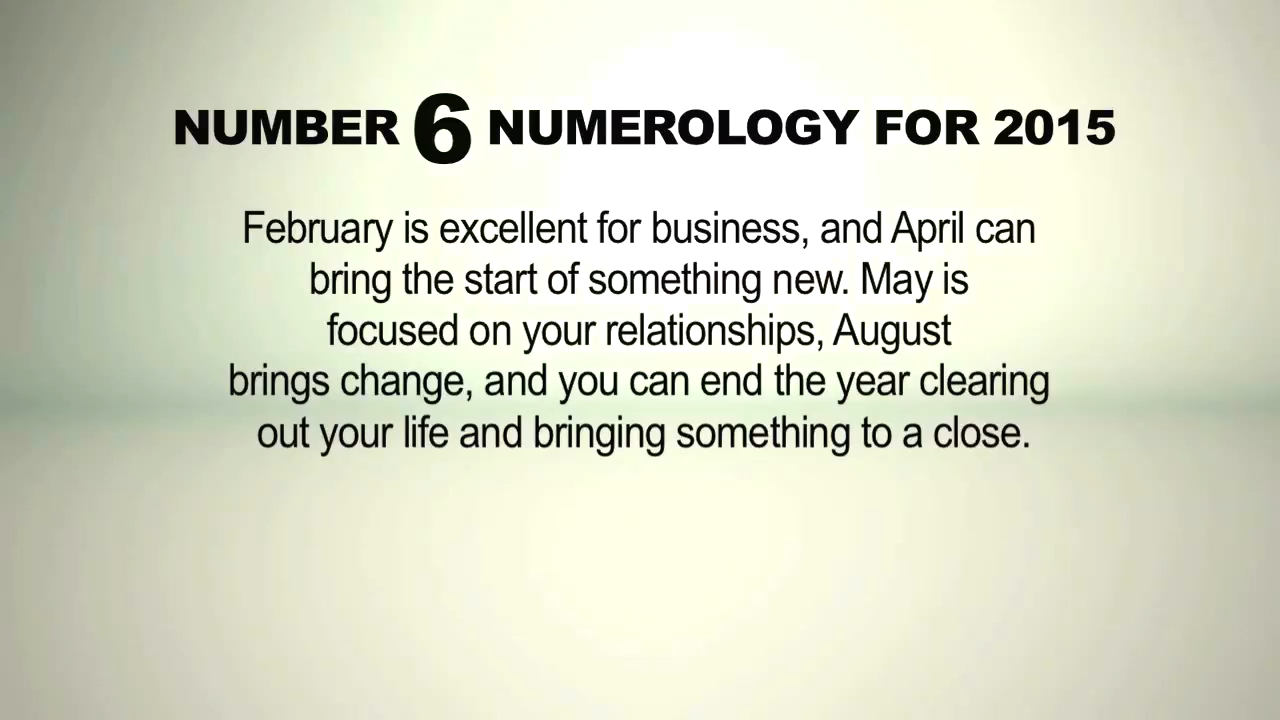 NUMBER 6 NUMEROLOGY FOR 2015
February is excellent for business, and April can
bring the start of something new. May is
focused on your relationships, August
brings change, and you can end the year clearing
out your life and bringing something to a close.